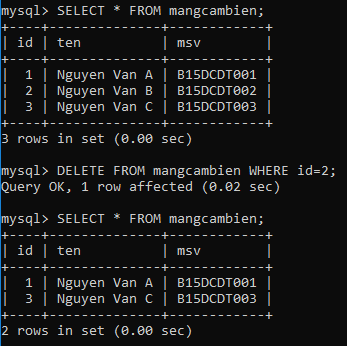 mysql> SELECT * FROM mangcambien;
+----+--------------+------------+
| id | ten          | msv        |
+----+--------------+------------+
|  1 | Nguyen Van A | B15DCDT001 |
|  2 | Nguyen Van B | B15DCDT002 |
|  3 | Nguyen Van C | B15DCDT003 |
+----+--------------+------------+
3 rows in set (0.00 sec)
mysql> DELETE FROM mangcambien WHERE id=2;
Query OK, 1 row affected (0.02 sec)
mysql> SELECT * FROM mangcambien;
+----+--------------+------------+
| id | ten          | msv        |
+----+--------------+------------+
|  1 | Nguyen Van A | B15DCDT001 |
|  3 | Nguyen Van C | B15DCDT003 |
+----+--------------+------------+
2 rows in set (0.00 sec)